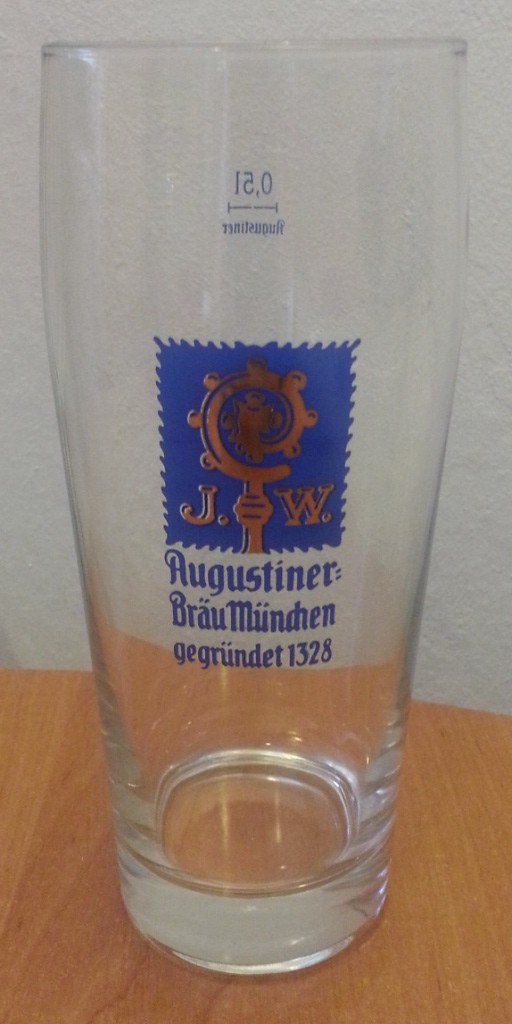 0,5l
Augustiner
J. W.
Augustiner-
Bräu München
gegründet 1328